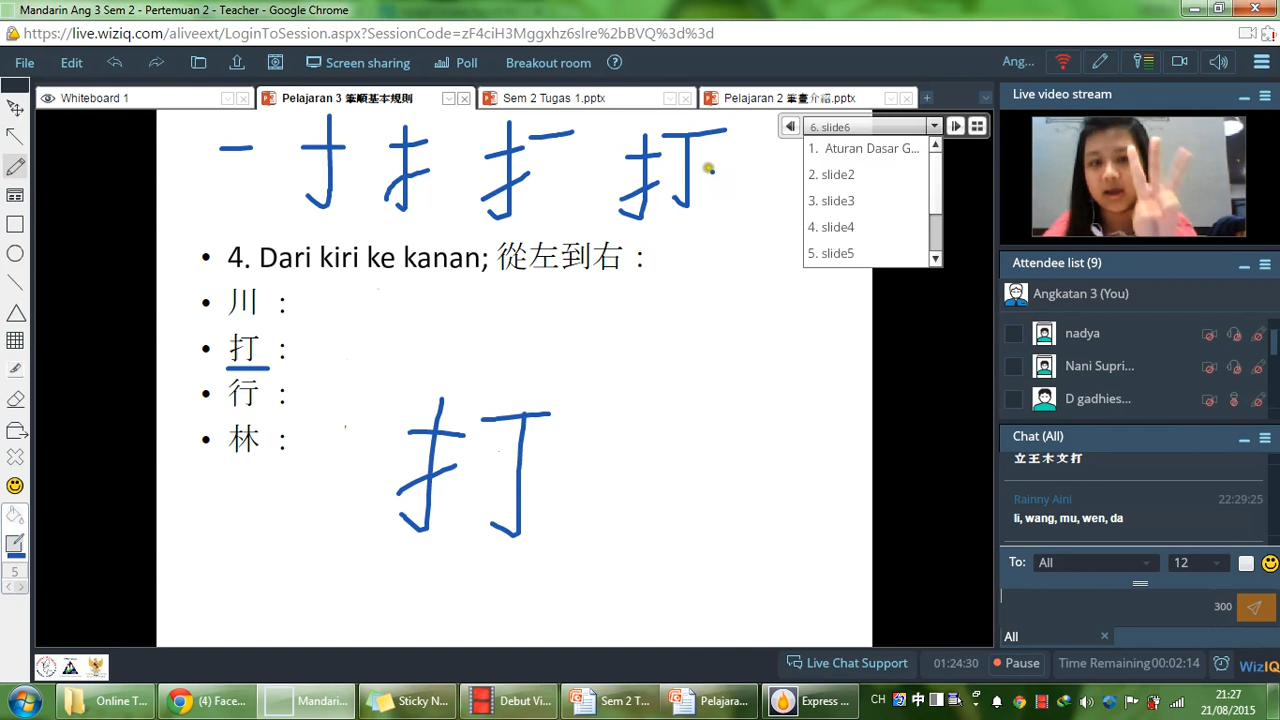 Mandarin Ang 3 Sem 2 - Pertemuan 2 - Teacher - Google Chrome
https://live.wiziq.com/aliveext/LoginToSession.aspx?SessionCode=zF4ciH3Mggxhz6slre%2bBVQ%3d%3d
File Edit Screen sharing Poll Breakout room Ang...
Whiteboard 1 Pelajaran 3 筆順基本規則 Sem 2 Tugas 1.pptx Pelajaran 2 筆畫介紹.pptx
6. slide6
1. Aturan Dasar G...
2. slide2
3. slide3
4. slide4
5. slide5
打
• 4. Dari kiri ke kanan; 從左到右：
• 川：
• 打：
• 行：
• 林：
打
5
Live video stream
Attendee list (9)
Angkatan 3 (You)
nadya
Nani Supri...
D gadhies...
Chat (All)
立王木文打
Rainny Aini 22:29:25
li, wang, mu, wen, da
To: All 12
300
All
Live Chat Support 01:24:30 Pause Time Remaining 00:02:14 WizIQ
Online T... (4) Face... Mandari... Sticky N... Debut Vi... Sem 2 T... Pelajara... Express ... CH 中
21:27
21/08/2015